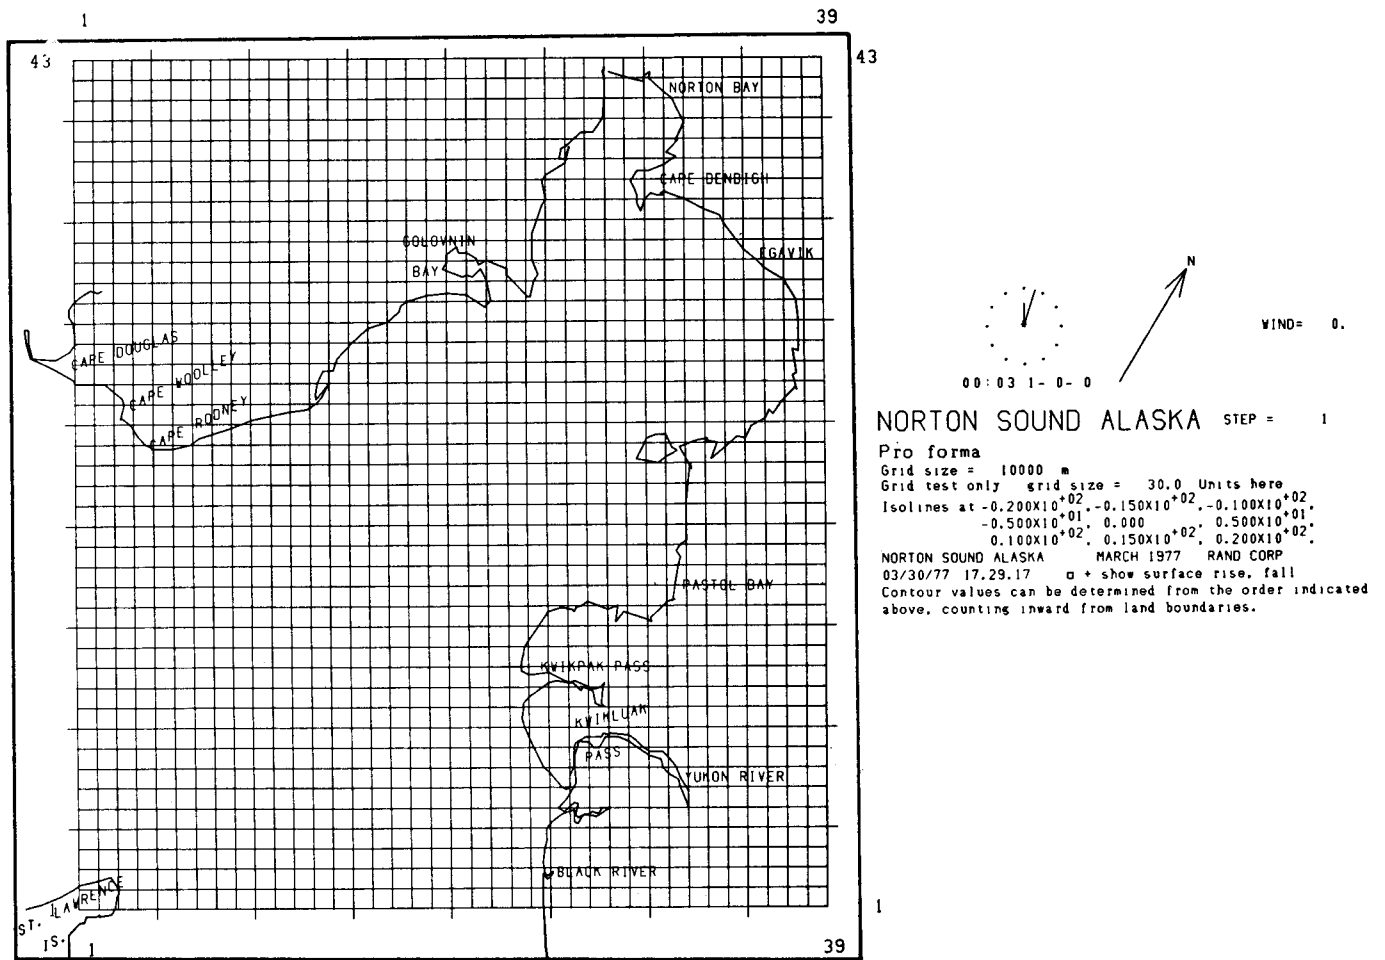 1 39
43 43
NORTON BAY
CAPE DENBIGH
GOLOVNIN
BAY
EGAVIK
N
WIND= 0.
CAPE DOUGLAS
CAPE WOOLLEY
CAPE RODNEY
00:03 1- 0- 0
NORTON SOUND ALASKA STEP = 1
Pro forma
Grid size = 10000 m
Grid test only grid size = 30.0 Units here
Isolines at -0.200X10+02, -0.150X10+02, -0.100X10+02,
-0.500X10+01, 0.000 , 0.500X10+01,
0.100X10+02, 0.150X10+02, 0.200X10+02,
NORTON SOUND ALASKA MARCH 1977 RAND CORP
03/30/77 17.29.17 □ + show surface rise, fall
Contour values can be determined from the order indicated
above, counting inward from land boundaries.
PASTOL BAY
KWIKPAK PASS
KWIKLUAK
PASS
YUKON RIVER
BLACK RIVER
ST. LAWRENCE
IS.
1
1 39